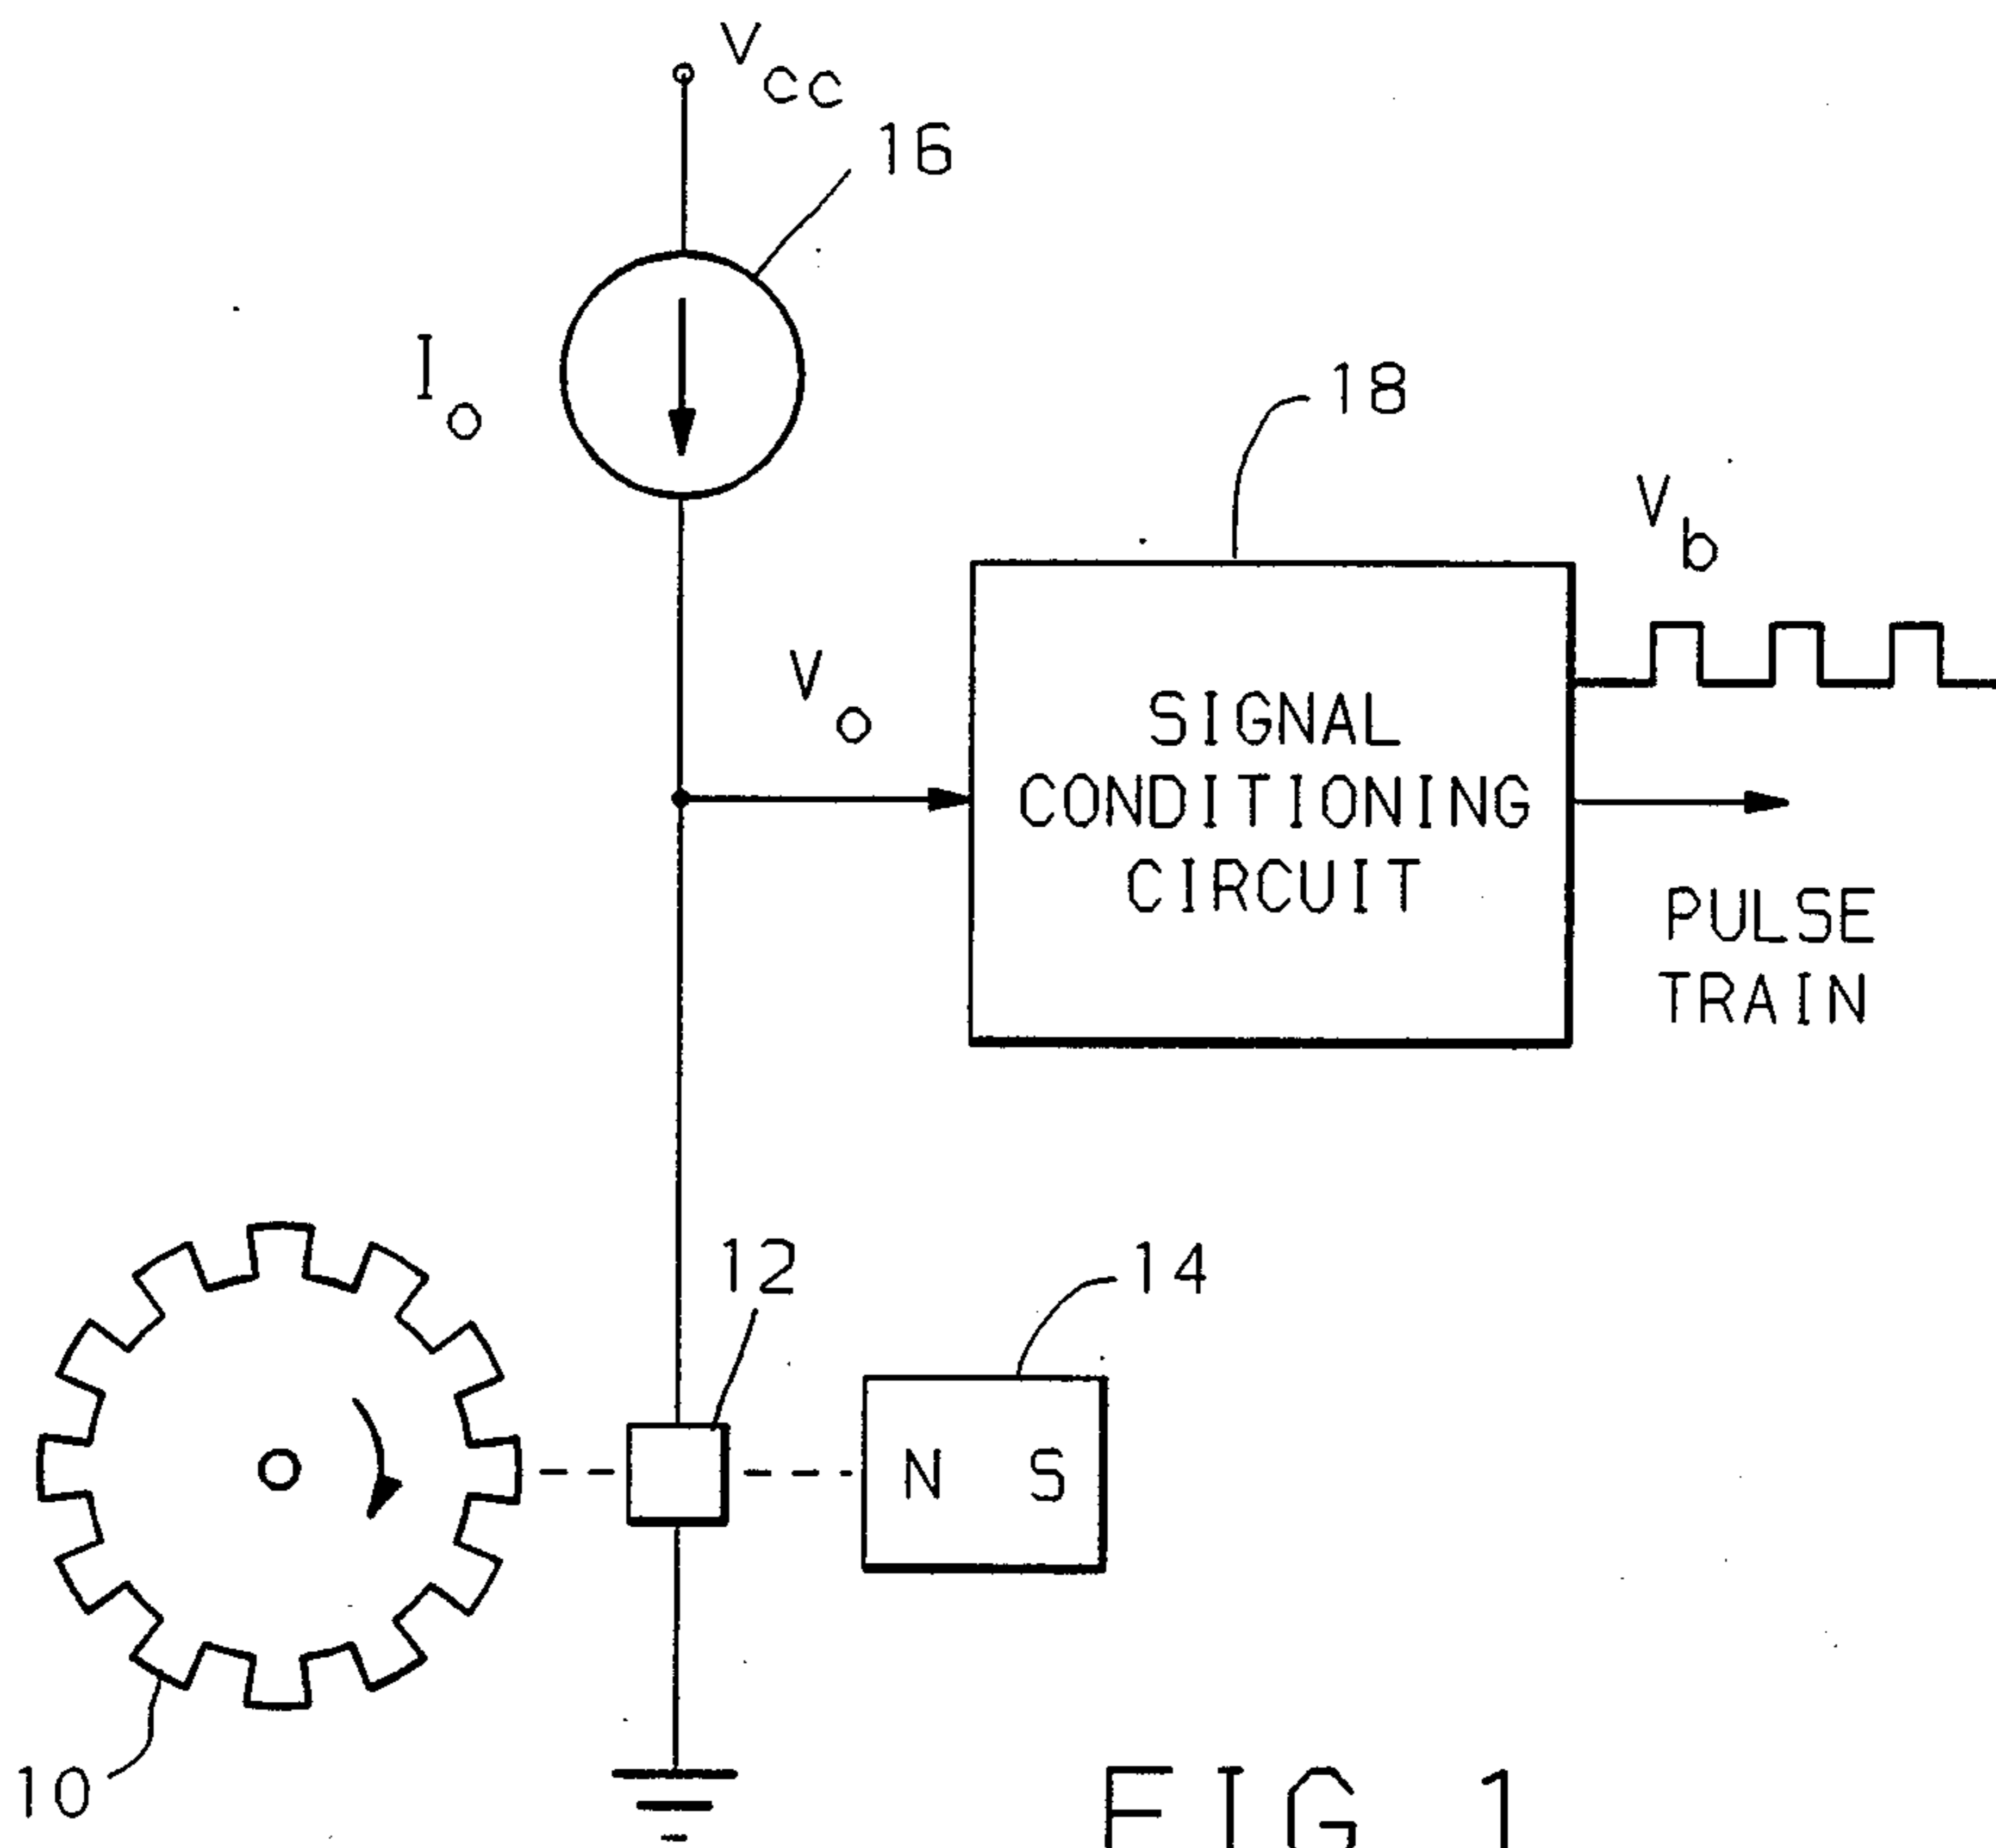 Vcc
16
Io
18
Vb
Vo
SIGNAL
CONDITIONING
CIRCUIT
PULSE
TRAIN
12
14
N S
10
FIG 1